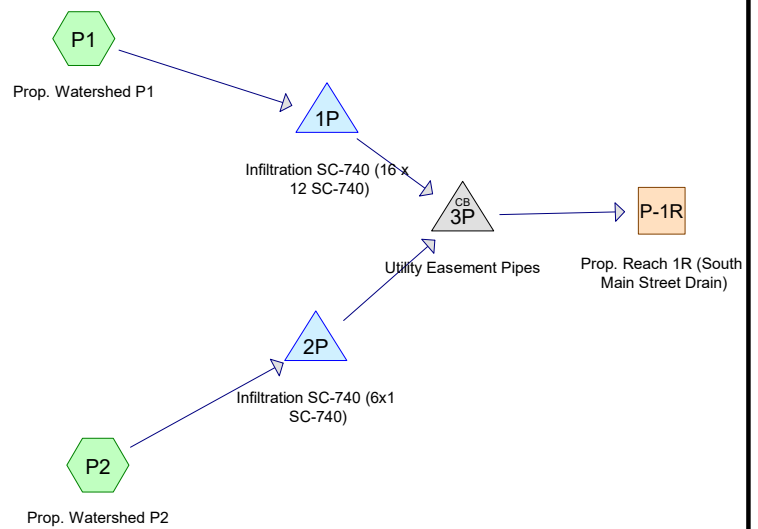 P1
Prop. Watershed P1
1P
Infiltration SC-740 (16 x
12 SC-740)
CB
3P
Utility Easement Pipes
P-1R
Prop. Reach 1R (South
Main Street Drain)
2P
Infiltration SC-740 (6x1
SC-740)
P2
Prop. Watershed P2